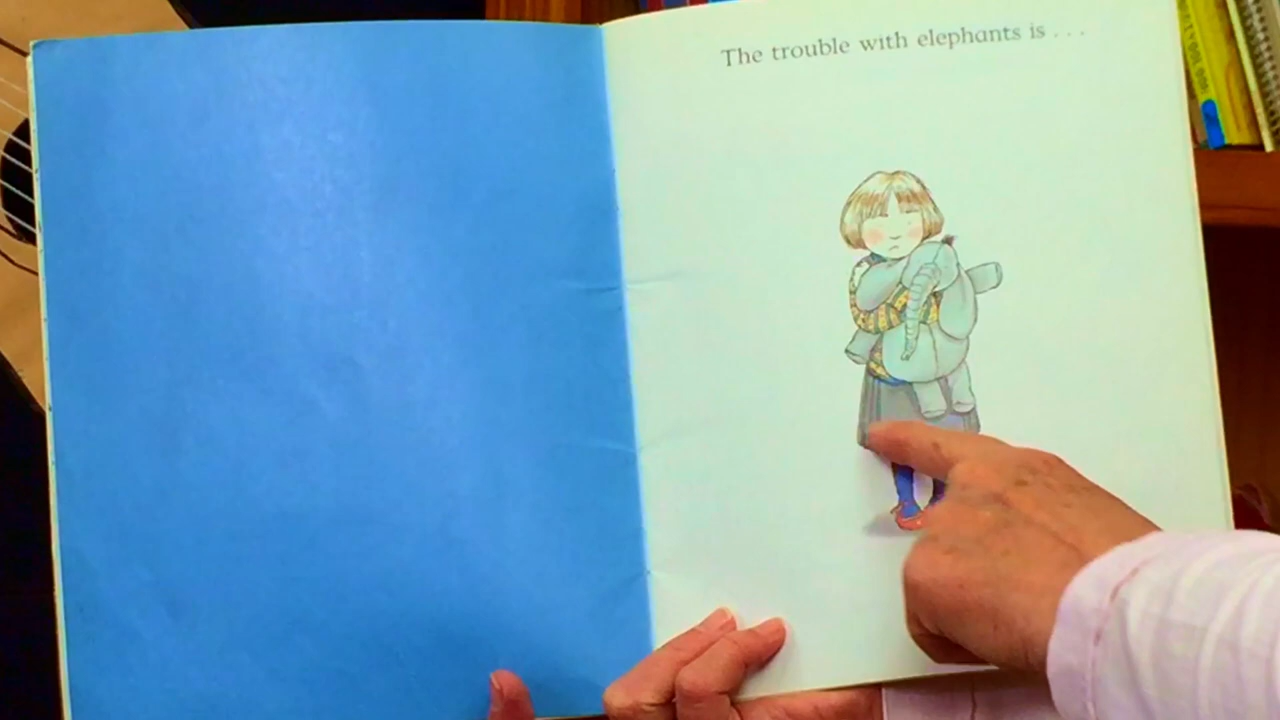 The trouble with elephants is . . .